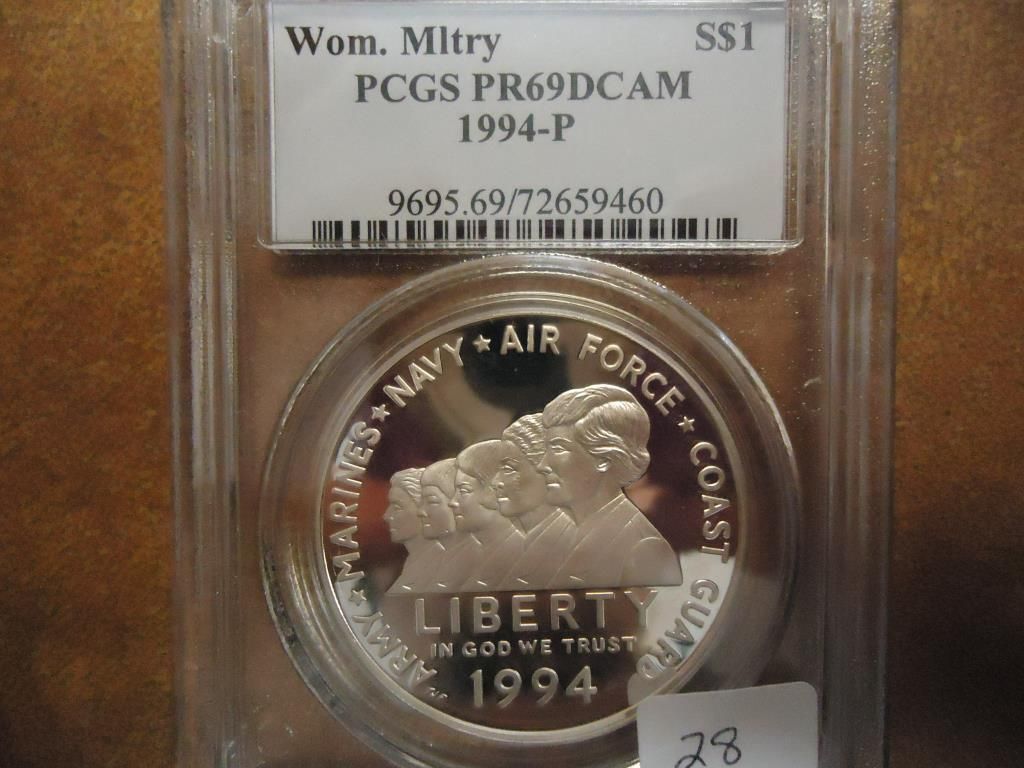 Wom. Mltry S$1
PCGS PR69DCAM
1994-P
9695.69/72659460
ARMY ★ MARINES ★ NAVY ★ AIR FORCE ★ COAST GUARD
LIBERTY
IN GOD WE TRUST
1994
28